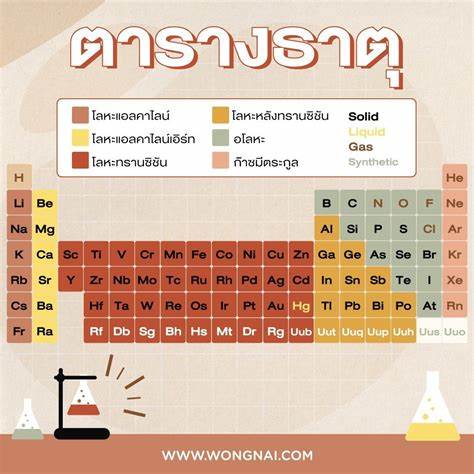 ตารางธาตุ
โลหะแอลคาไลน์ โลหะหลังทรานซิชัน Solid
โลหะแอลคาไลน์เอิร์ท อโลหะ Liquid
Gas
โลหะทรานซิชัน ก๊าซมีตระกูล Synthetic
H He
Li Be B C N O F Ne
Na Mg Al Si P S Cl Ar
K Ca Sc Ti V Cr Mn Fe Co Ni Cu Zn Ga Ge As Se Br Kr
Rb Sr Y Zr Nb Mo Tc Ru Rh Pd Ag Cd In Sn Sb Te I Xe
Cs Ba Hf Ta W Re Os Ir Pt Au Hg Tl Pb Bi Po At Rn
Fr Ra Rf Db Sg Bh Hs Mt Dr Rg Uub Uut Uuq Uup Uuh Uus Uuo
WWW.WONGNAI.COM